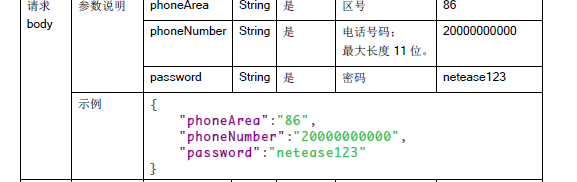 请求 参数说明 phoneArea String 是 区号 86
body phoneNumber String 是 电话号码； 20000000000
最大长度 11 位。
password String 是 密码 netease123
示例 {
"phoneArea":"86",
"phoneNumber":"20000000000",
"password":"netease123"
}